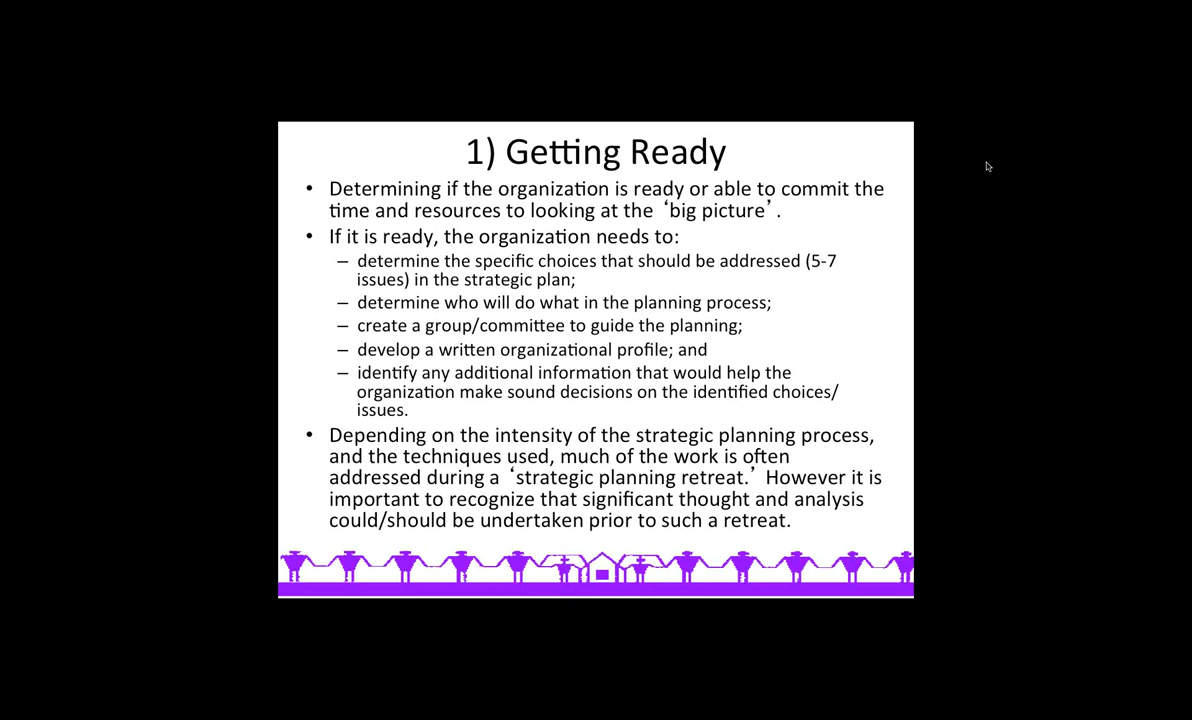 1) Getting Ready
• Determining if the organization is ready or able to commit the
time and resources to looking at the ‘big picture’.
• If it is ready, the organization needs to:
– determine the specific choices that should be addressed (5-7
issues) in the strategic plan;
– determine who will do what in the planning process;
– create a group/committee to guide the planning;
– develop a written organizational profile; and
– identify any additional information that would help the
organization make sound decisions on the identified choices/
issues.
• Depending on the intensity of the strategic planning process,
and the techniques used, much of the work is often
addressed during a ‘strategic planning retreat.’ However it is
important to recognize that significant thought and analysis
could/should be undertaken prior to such a retreat.